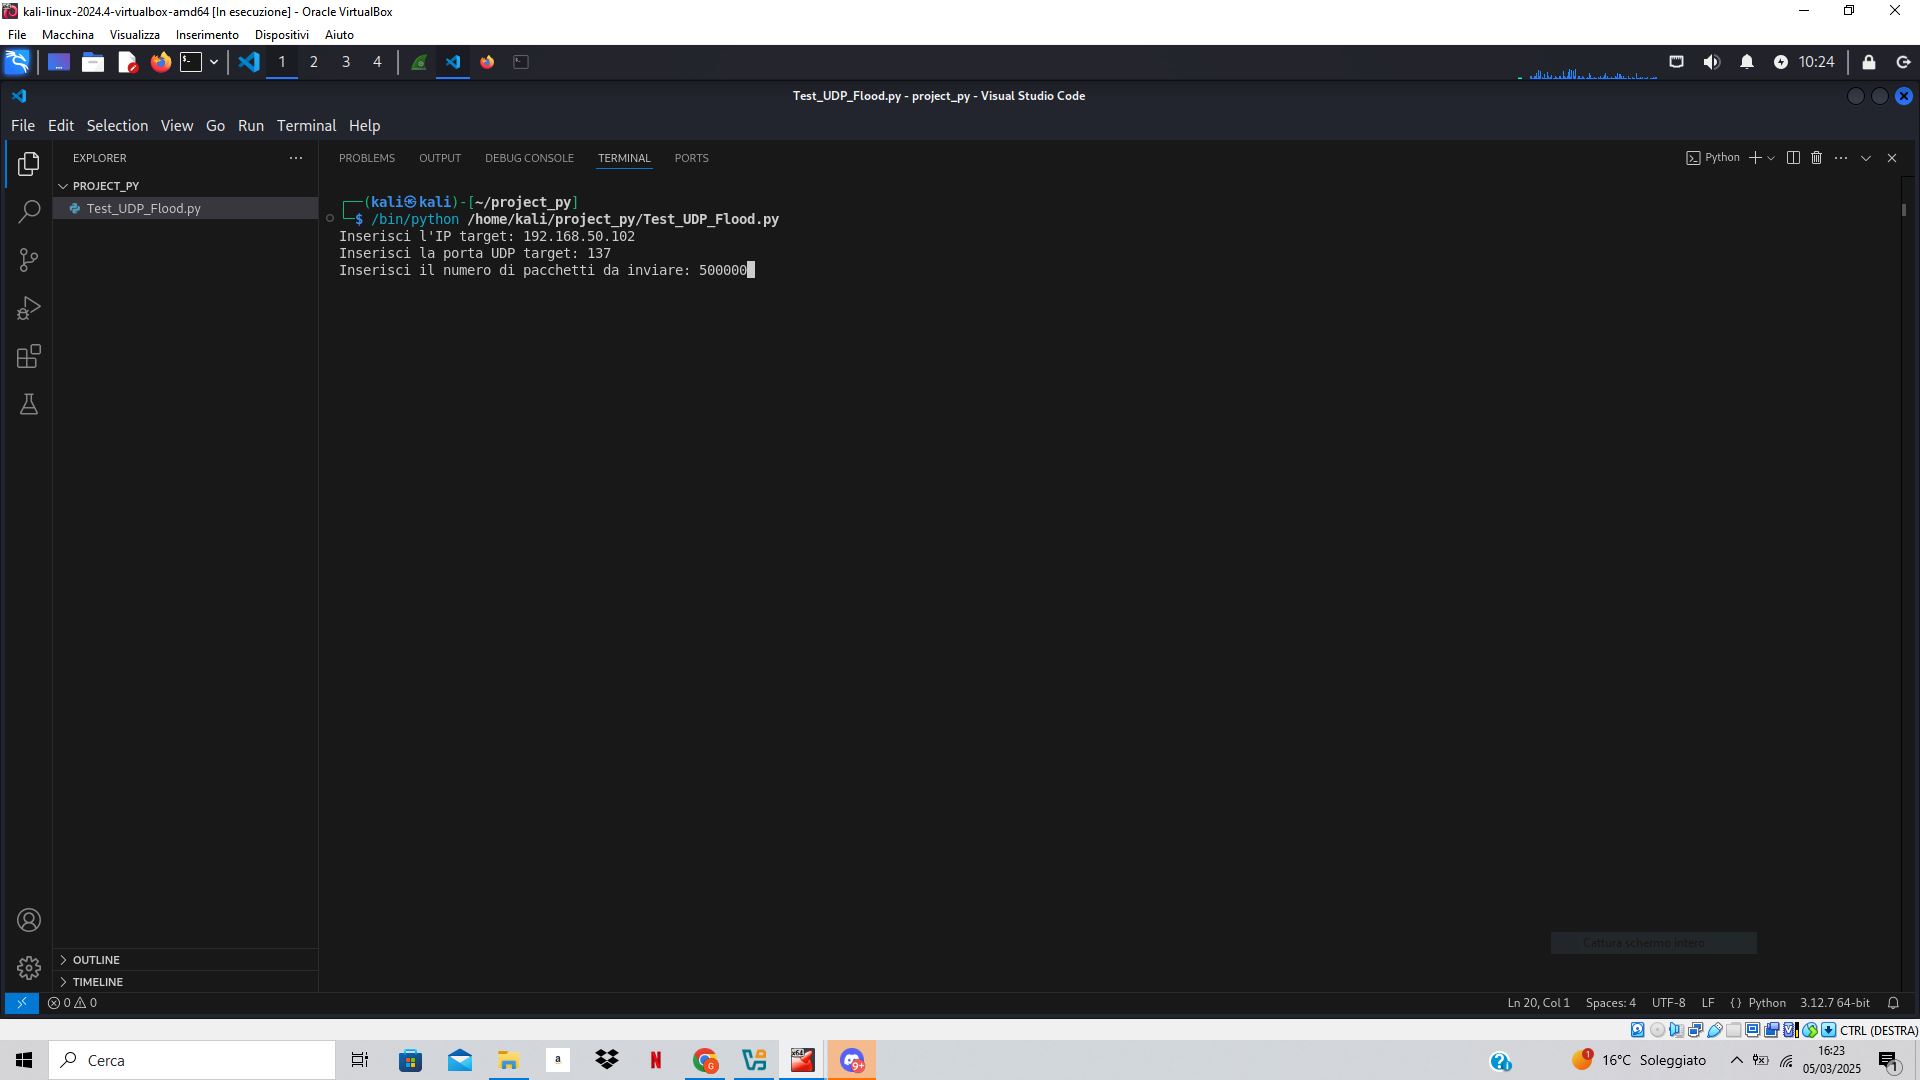 kali-linux-2024.4-virtualbox-amd64 [In esecuzione] - Oracle VirtualBox
File Macchina Visualizza Inserimento Dispositivi Aiuto
1 2 3 4 10:24
Test_UDP_Flood.py - project_py - Visual Studio Code
File Edit Selection View Go Run Terminal Help
EXPLORER
PROJECT_PY
Test_UDP_Flood.py
OUTLINE
TIMELINE
PROBLEMS OUTPUT DEBUG CONSOLE TERMINAL PORTS
Python
(kali㉿kali)-[~/project_py]
$ /bin/python /home/kali/project_py/Test_UDP_Flood.py
Inserisci l'IP target: 192.168.50.102
Inserisci la porta UDP target: 137
Inserisci il numero di pacchetti da inviare: 500000
Cattura schermo intero
0 0
Ln 20, Col 1 Spaces: 4 UTF-8 LF {} Python 3.12.7 64-bit
CTRL (DESTRA)
Cerca
16°C Soleggiato
16:23
05/03/2025